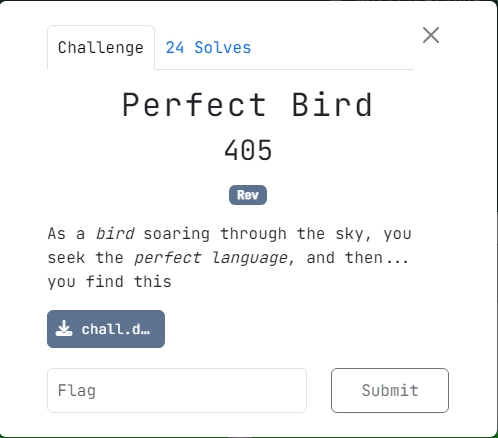 Challenge
24 Solves
Perfect Bird
405
Rev
As a bird soaring through the sky, you
seek the perfect language, and then...
you find this
chall.d…
Flag
Submit